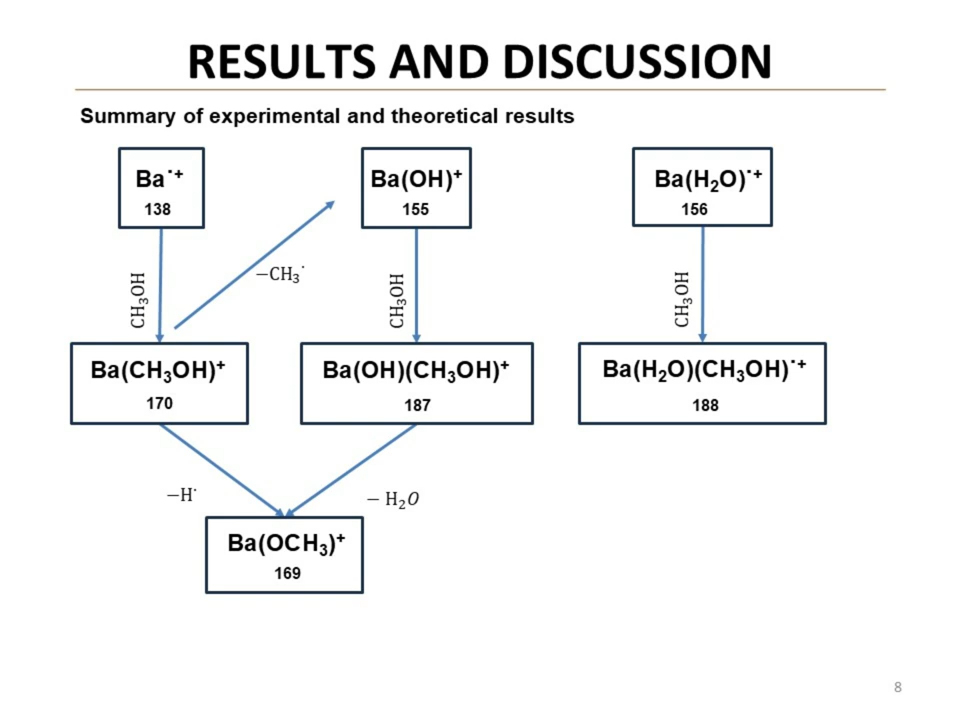 RESULTS AND DISCUSSION
Summary of experimental and theoretical results
Ba˙⁺
138
Ba(OH)⁺
155
Ba(H₂O)˙⁺
156
CH₃OH
−CH₃˙
CH₃OH
CH₃OH
Ba(CH₃OH)⁺
170
Ba(OH)(CH₃OH)⁺
187
Ba(H₂O)(CH₃OH)˙⁺
188
−H˙
− H₂O
Ba(OCH₃)⁺
169
8